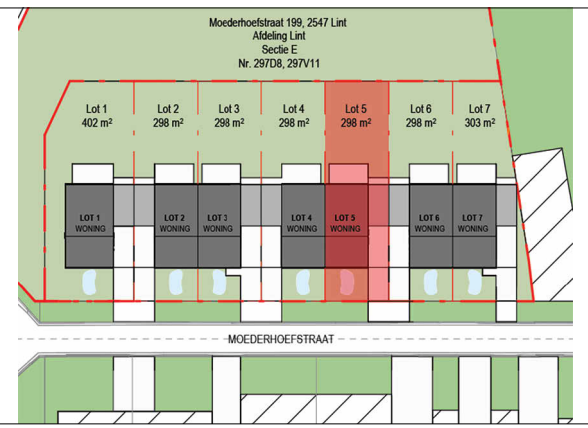 Moederhoefstraat 199, 2547 Lint
Afdeling Lint
Sectie E
Nr. 297D8, 297V11
Lot 1
402 m²
Lot 2
298 m²
Lot 3
298 m²
Lot 4
298 m²
Lot 5
298 m²
Lot 6
298 m²
Lot 7
303 m²
LOT 1
WONING
LOT 2
WONING
LOT 3
WONING
LOT 4
WONING
LOT 5
WONING
LOT 6
WONING
LOT 7
WONING
MOEDERHOEFSTRAAT